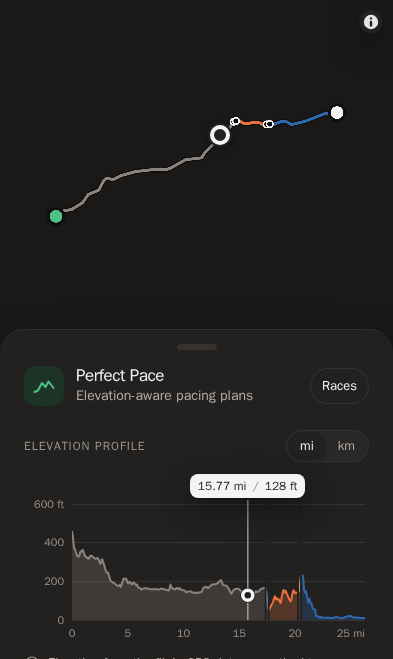 Perfect Pace
Elevation-aware pacing plans
Races
ELEVATION PROFILE
mi
km
15.77 mi / 128 ft
600 ft
400
200
0
0
5
10
15
20
25 mi